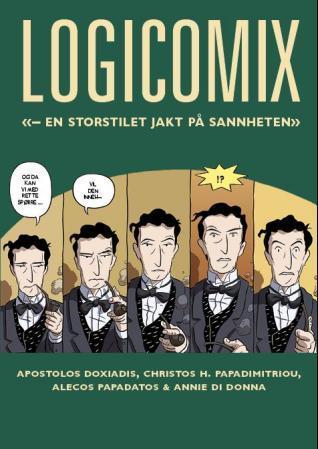 LOGICOMIX
«– EN STORSTILET JAKT PÅ SANNHETEN»
OG DA
KAN
VI MED
RETTE
SPØRRE...
VIL
DEN
INNEH...
!?
APOSTOLOS DOXIADIS, CHRISTOS H. PAPADIMITRIOU,
ALECOS PAPADATOS & ANNIE DI DONNA